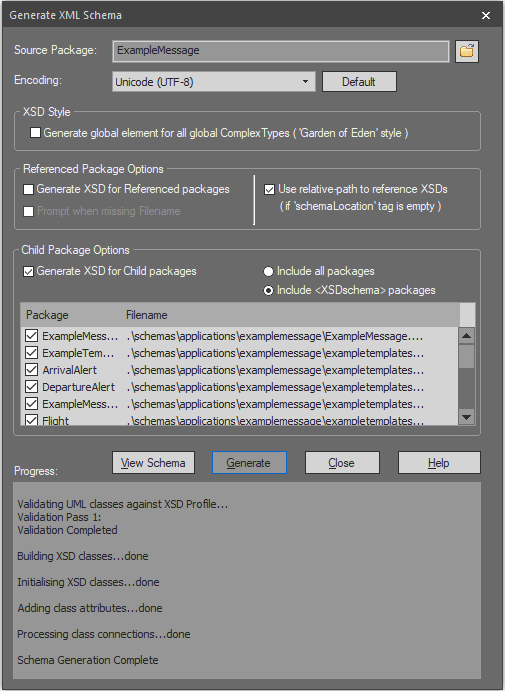 Generate XML Schema
Source Package: ExampleMessage
Encoding: Unicode (UTF-8) Default
XSD Style
Generate global element for all global ComplexTypes ( 'Garden of Eden' style )
Referenced Package Options
Generate XSD for Referenced packages
Prompt when missing Filename
Use relative-path to reference XSDs
( if 'schemaLocation' tag is empty )
Child Package Options
Generate XSD for Child packages
Include all packages
Include <XSDschema> packages
Package Filename
ExampleMess... .\schemas\applications\examplemessage\ExampleMessage....
ExampleTem... .\schemas\applications\examplemessage\exampletemplates...
ArrivalAlert .\schemas\applications\examplemessage\exampletemplates...
DepartureAlert .\schemas\applications\examplemessage\exampletemplates...
ExampleMess... .\schemas\applications\examplemessage\exampletemplates...
Flight .\schemas\applications\examplemessage\exampletemplates...
View Schema Generate Close Help
Progress:
Validating UML classes against XSD Profile...
Validation Pass 1:
Validation Completed
Building XSD classes...done
Initialising XSD classes...done
Adding class attributes...done
Processing class connections...done
Schema Generation Complete